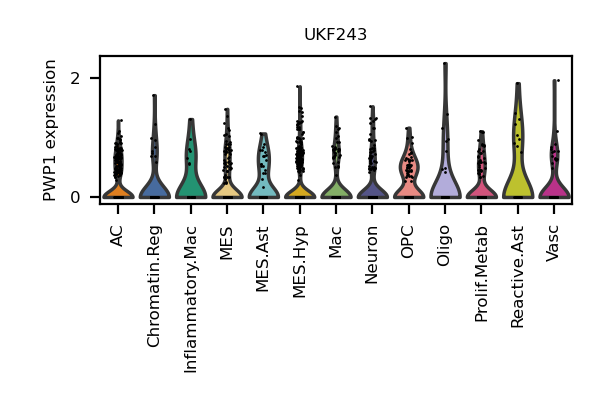 UKF243
PWP1 expression
2
0
AC
Chromatin.Reg
Inflammatory.Mac
MES
MES.Ast
MES.Hyp
Mac
Neuron
OPC
Oligo
Prolif.Metab
Reactive.Ast
Vasc